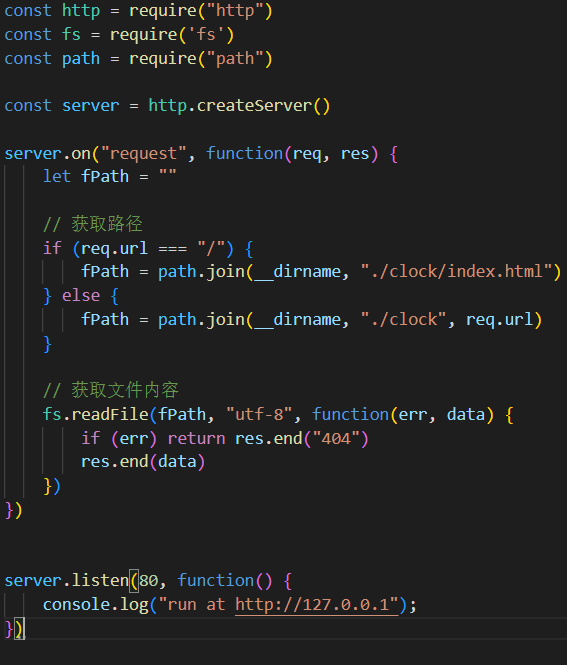 const http = require("http")
const fs = require('fs')
const path = require("path")
const server = http.createServer()
server.on("request", function(req, res) {
let fPath = ""
// 获取路径
if (req.url === "/") {
fPath = path.join(__dirname, "./clock/index.html")
} else {
fPath = path.join(__dirname, "./clock", req.url)
}
// 获取文件内容
fs.readFile(fPath, "utf-8", function(err, data) {
if (err) return res.end("404")
res.end(data)
})
})
server.listen(80, function() {
console.log("run at http://127.0.0.1");
})